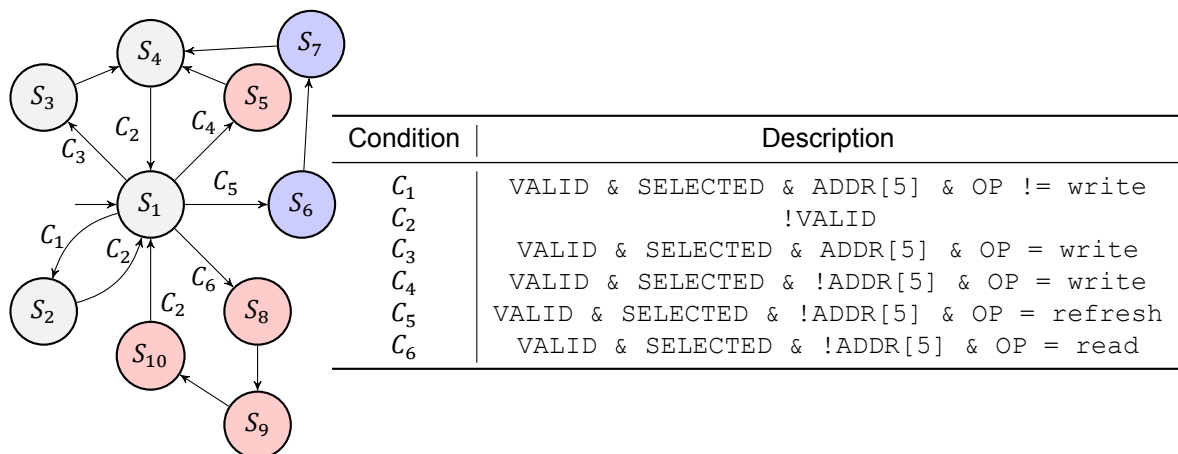 S₇
S₄
S₃
S₅
C₂
C₄
C₃
C₅
S₁
S₆
C₁
C₂
C₆
S₂
C₂
S₈
S₁₀
S₉
Condition Description
C₁ VALID & SELECTED & ADDR[5] & OP != write
C₂ !VALID
C₃ VALID & SELECTED & ADDR[5] & OP = write
C₄ VALID & SELECTED & !ADDR[5] & OP = write
C₅ VALID & SELECTED & !ADDR[5] & OP = refresh
C₆ VALID & SELECTED & !ADDR[5] & OP = read